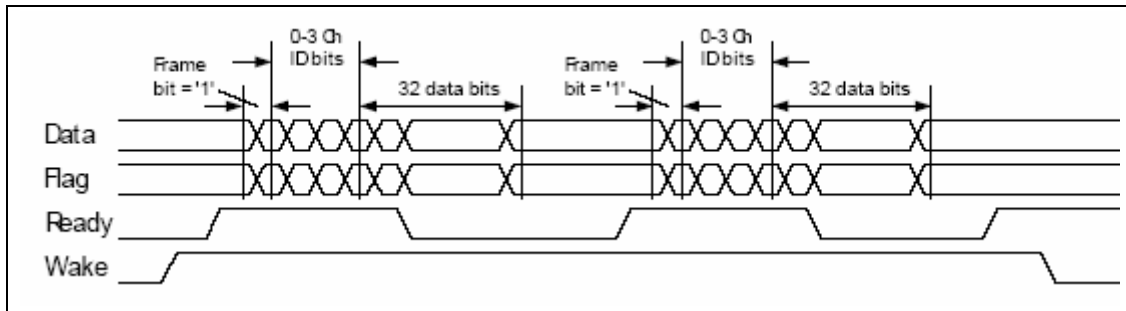 0-3 Ch
ID bits
Frame
bit = '1'
32 data bits
0-3 Ch
ID bits
Frame
bit = '1'
32 data bits
Data
Flag
Ready
Wake